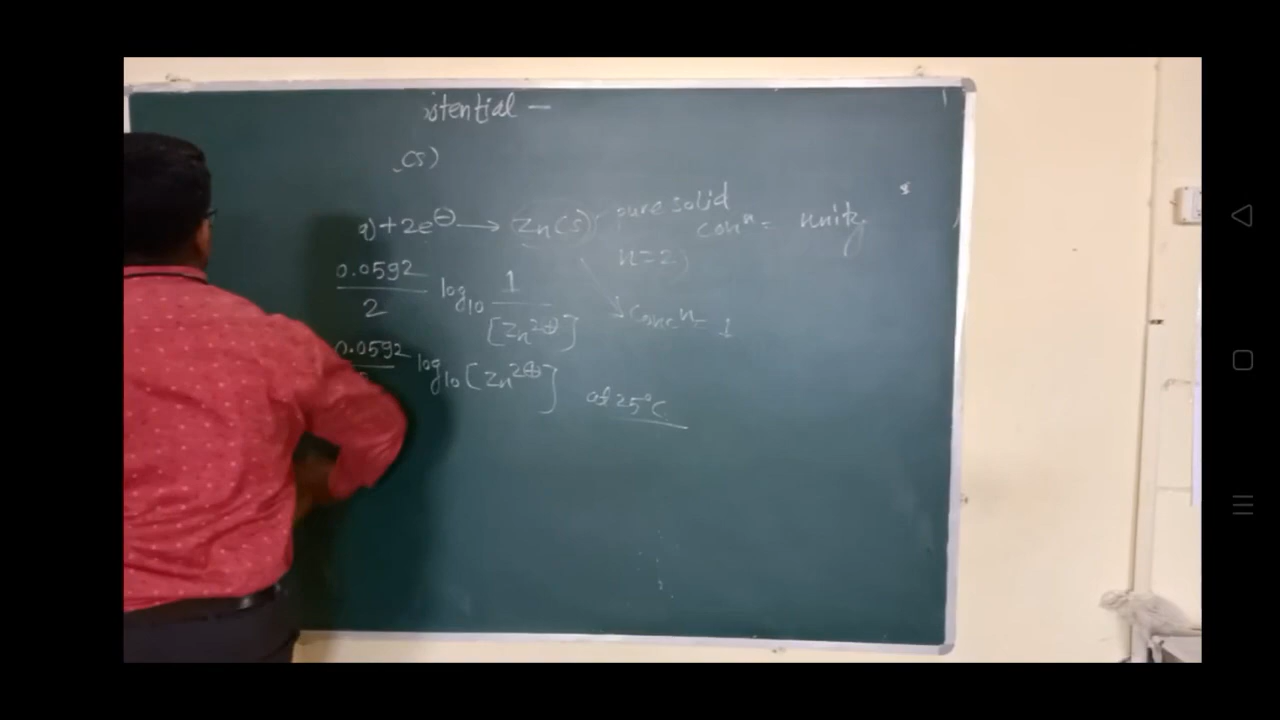 otential —
(s)
q) + 2e⊖ → Zn(s) pure solid
conⁿ = unity
n = 2
0.0592 / 2 log₁₀ 1 / [Zn²⊕] Concⁿ = 1
0.0592 log₁₀ [Zn²⊕] at 25°C